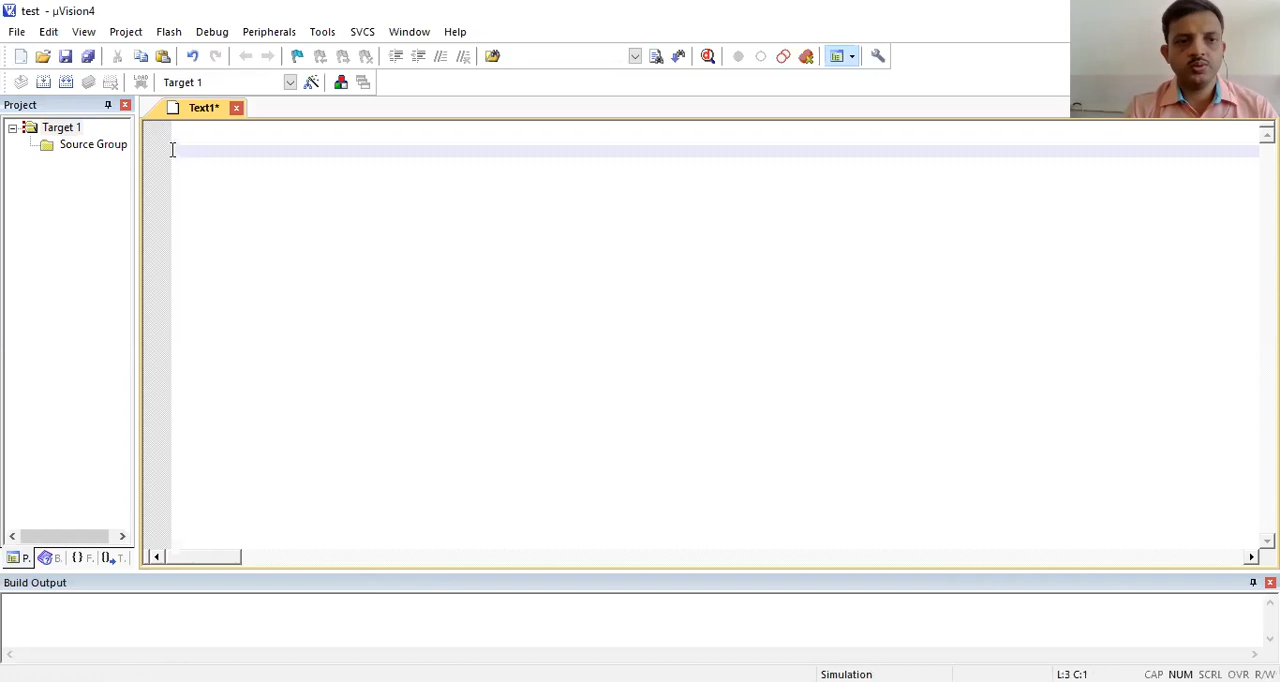 test - µVision4
File Edit View Project Flash Debug Peripherals Tools SVCS Window Help
LOAD Target 1
Project
Text1*
Target 1
Source Group
P. B. {} F. T.
Build Output
Simulation L:3 C:1 CAP NUM SCRL OVR R/W